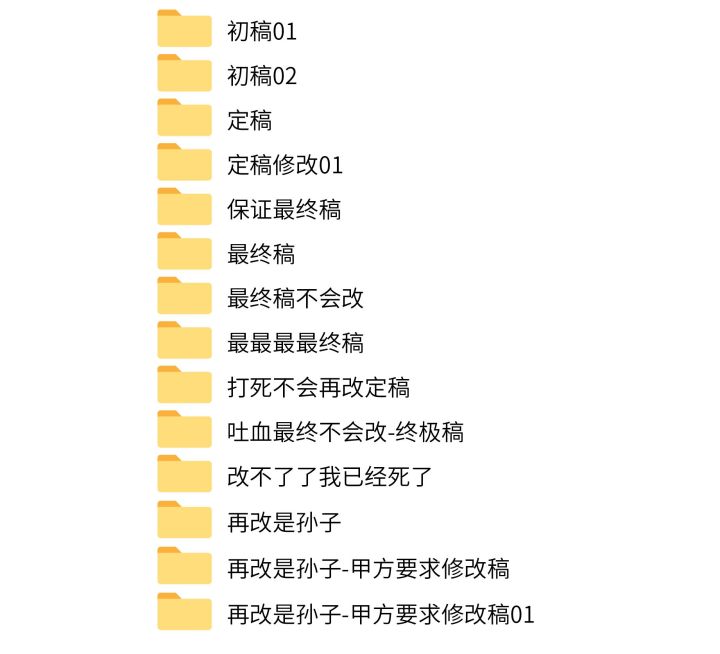 初稿01
初稿02
定稿
定稿修改01
保证最终稿
最终稿
最终稿不会改
最最最最终稿
打死不会再改定稿
吐血最终不会改-终极稿
改不了了我已经死了
再改是孙子
再改是孙子-甲方要求修改稿
再改是孙子-甲方要求修改稿01